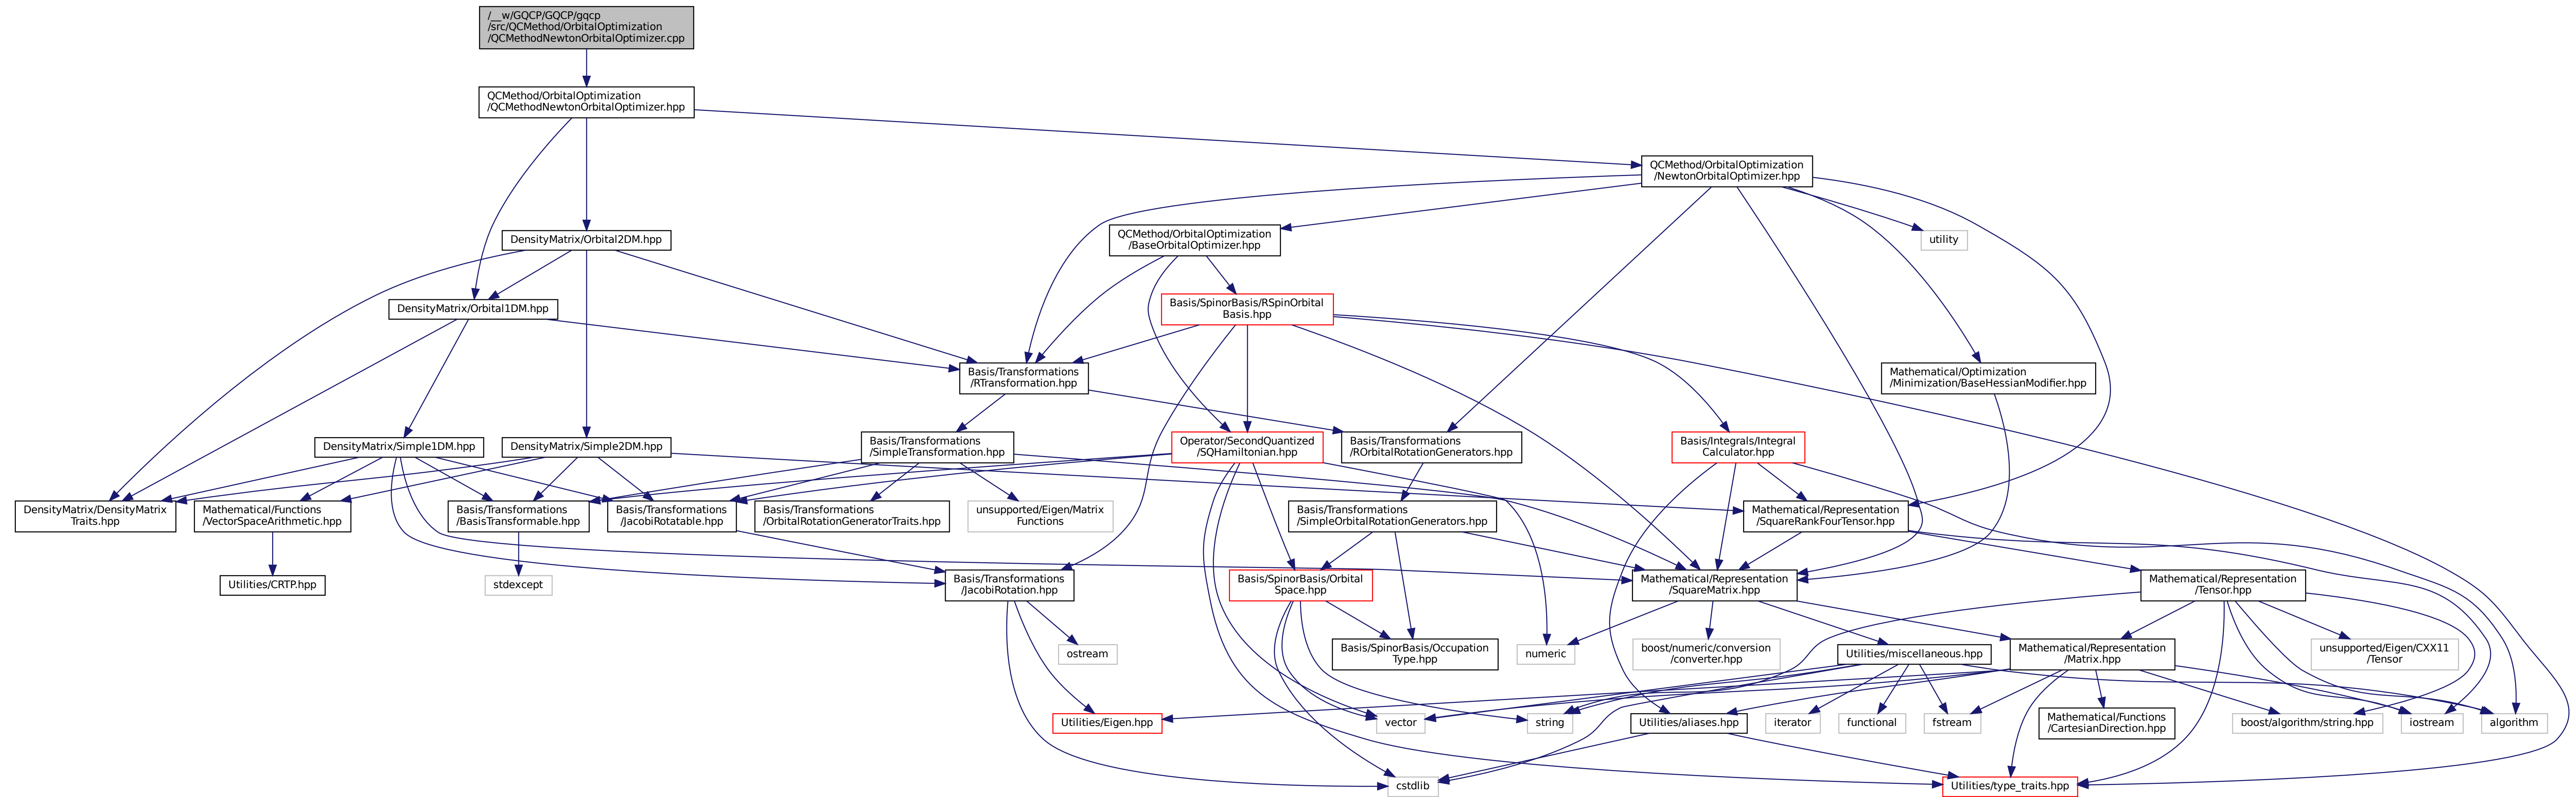 /__w/GQCP/GQCP/gqcp
/src/QCMethod/OrbitalOptimization
/QCMethodNewtonOrbitalOptimizer.cpp
QCMethod/OrbitalOptimization
/QCMethodNewtonOrbitalOptimizer.hpp
QCMethod/OrbitalOptimization
/NewtonOrbitalOptimizer.hpp
DensityMatrix/Orbital2DM.hpp
QCMethod/OrbitalOptimization
/BaseOrbitalOptimizer.hpp
utility
DensityMatrix/Orbital1DM.hpp
Basis/SpinorBasis/RSpinOrbital
Basis.hpp
Basis/Transformations
/RTransformation.hpp
Mathematical/Optimization
/Minimization/BaseHessianModifier.hpp
DensityMatrix/Simple1DM.hpp
DensityMatrix/Simple2DM.hpp
Basis/Transformations
/SimpleTransformation.hpp
Operator/SecondQuantized
/SQHamiltonian.hpp
Basis/Transformations
/ROrbitalRotationGenerators.hpp
Basis/Integrals/Integral
Calculator.hpp
DensityMatrix/DensityMatrix
Traits.hpp
Mathematical/Functions
/VectorSpaceArithmetic.hpp
Basis/Transformations
/BasisTransformable.hpp
Basis/Transformations
/JacobiRotatable.hpp
Basis/Transformations
/OrbitalRotationGeneratorTraits.hpp
unsupported/Eigen/Matrix
Functions
Basis/Transformations
/SimpleOrbitalRotationGenerators.hpp
Mathematical/Representation
/SquareRankFourTensor.hpp
Utilities/CRTP.hpp
stdexcept
Basis/Transformations
/JacobiRotation.hpp
Basis/SpinorBasis/Orbital
Space.hpp
Mathematical/Representation
/SquareMatrix.hpp
Mathematical/Representation
/Tensor.hpp
ostream
Basis/SpinorBasis/Occupation
Type.hpp
numeric
boost/numeric/conversion
/converter.hpp
Utilities/miscellaneous.hpp
Mathematical/Representation
/Matrix.hpp
unsupported/Eigen/CXX11
/Tensor
Utilities/Eigen.hpp
vector
string
Utilities/aliases.hpp
iterator
functional
fstream
Mathematical/Functions
/CartesianDirection.hpp
boost/algorithm/string.hpp
iostream
algorithm
cstdlib
Utilities/type_traits.hpp